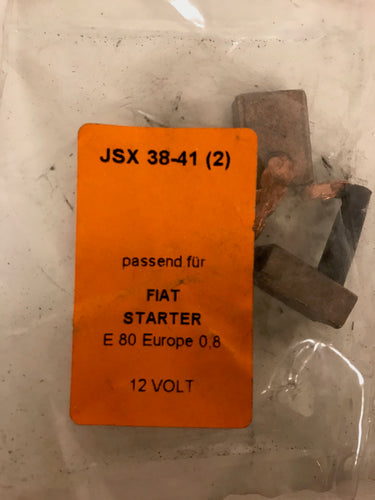 JSX 38-41 (2)
passend für
FIAT
STARTER
E 80 Europe 0,8
12 VOLT